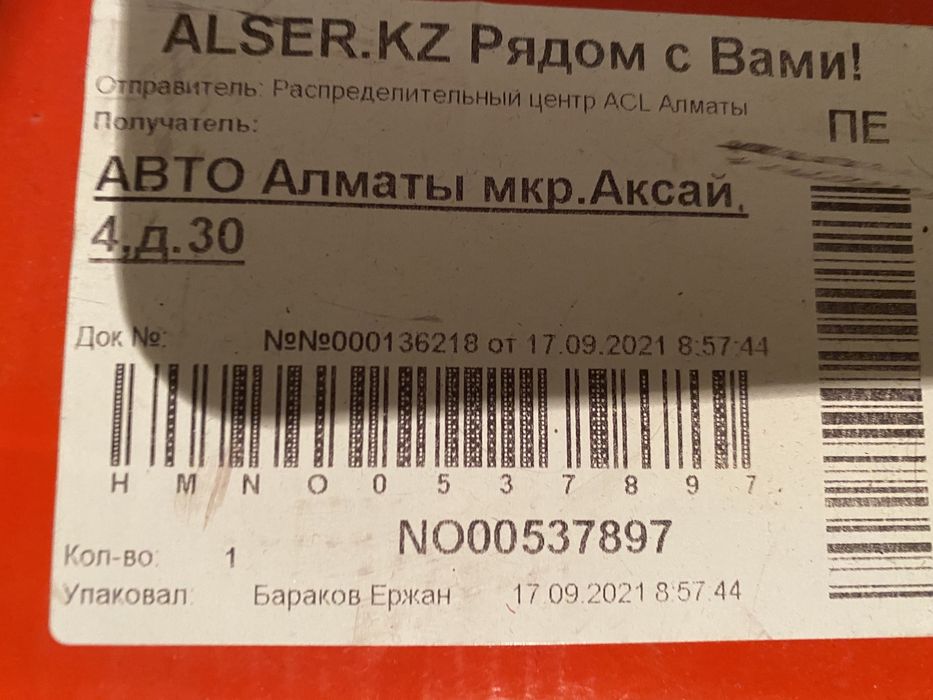 ALSER.KZ Рядом с Вами!
Отправитель: Распределительный центр ACL Алматы
Получатель:
ПЕ
АВТО Алматы мкр.Аксай,
4,д.30
Док №: №№000136218 от 17.09.2021 8:57:44
H M N O 0 5 3 7 8 9 7
NO00537897
Кол-во: 1
Упаковал: Бараков Ержан 17.09.2021 8:57:44